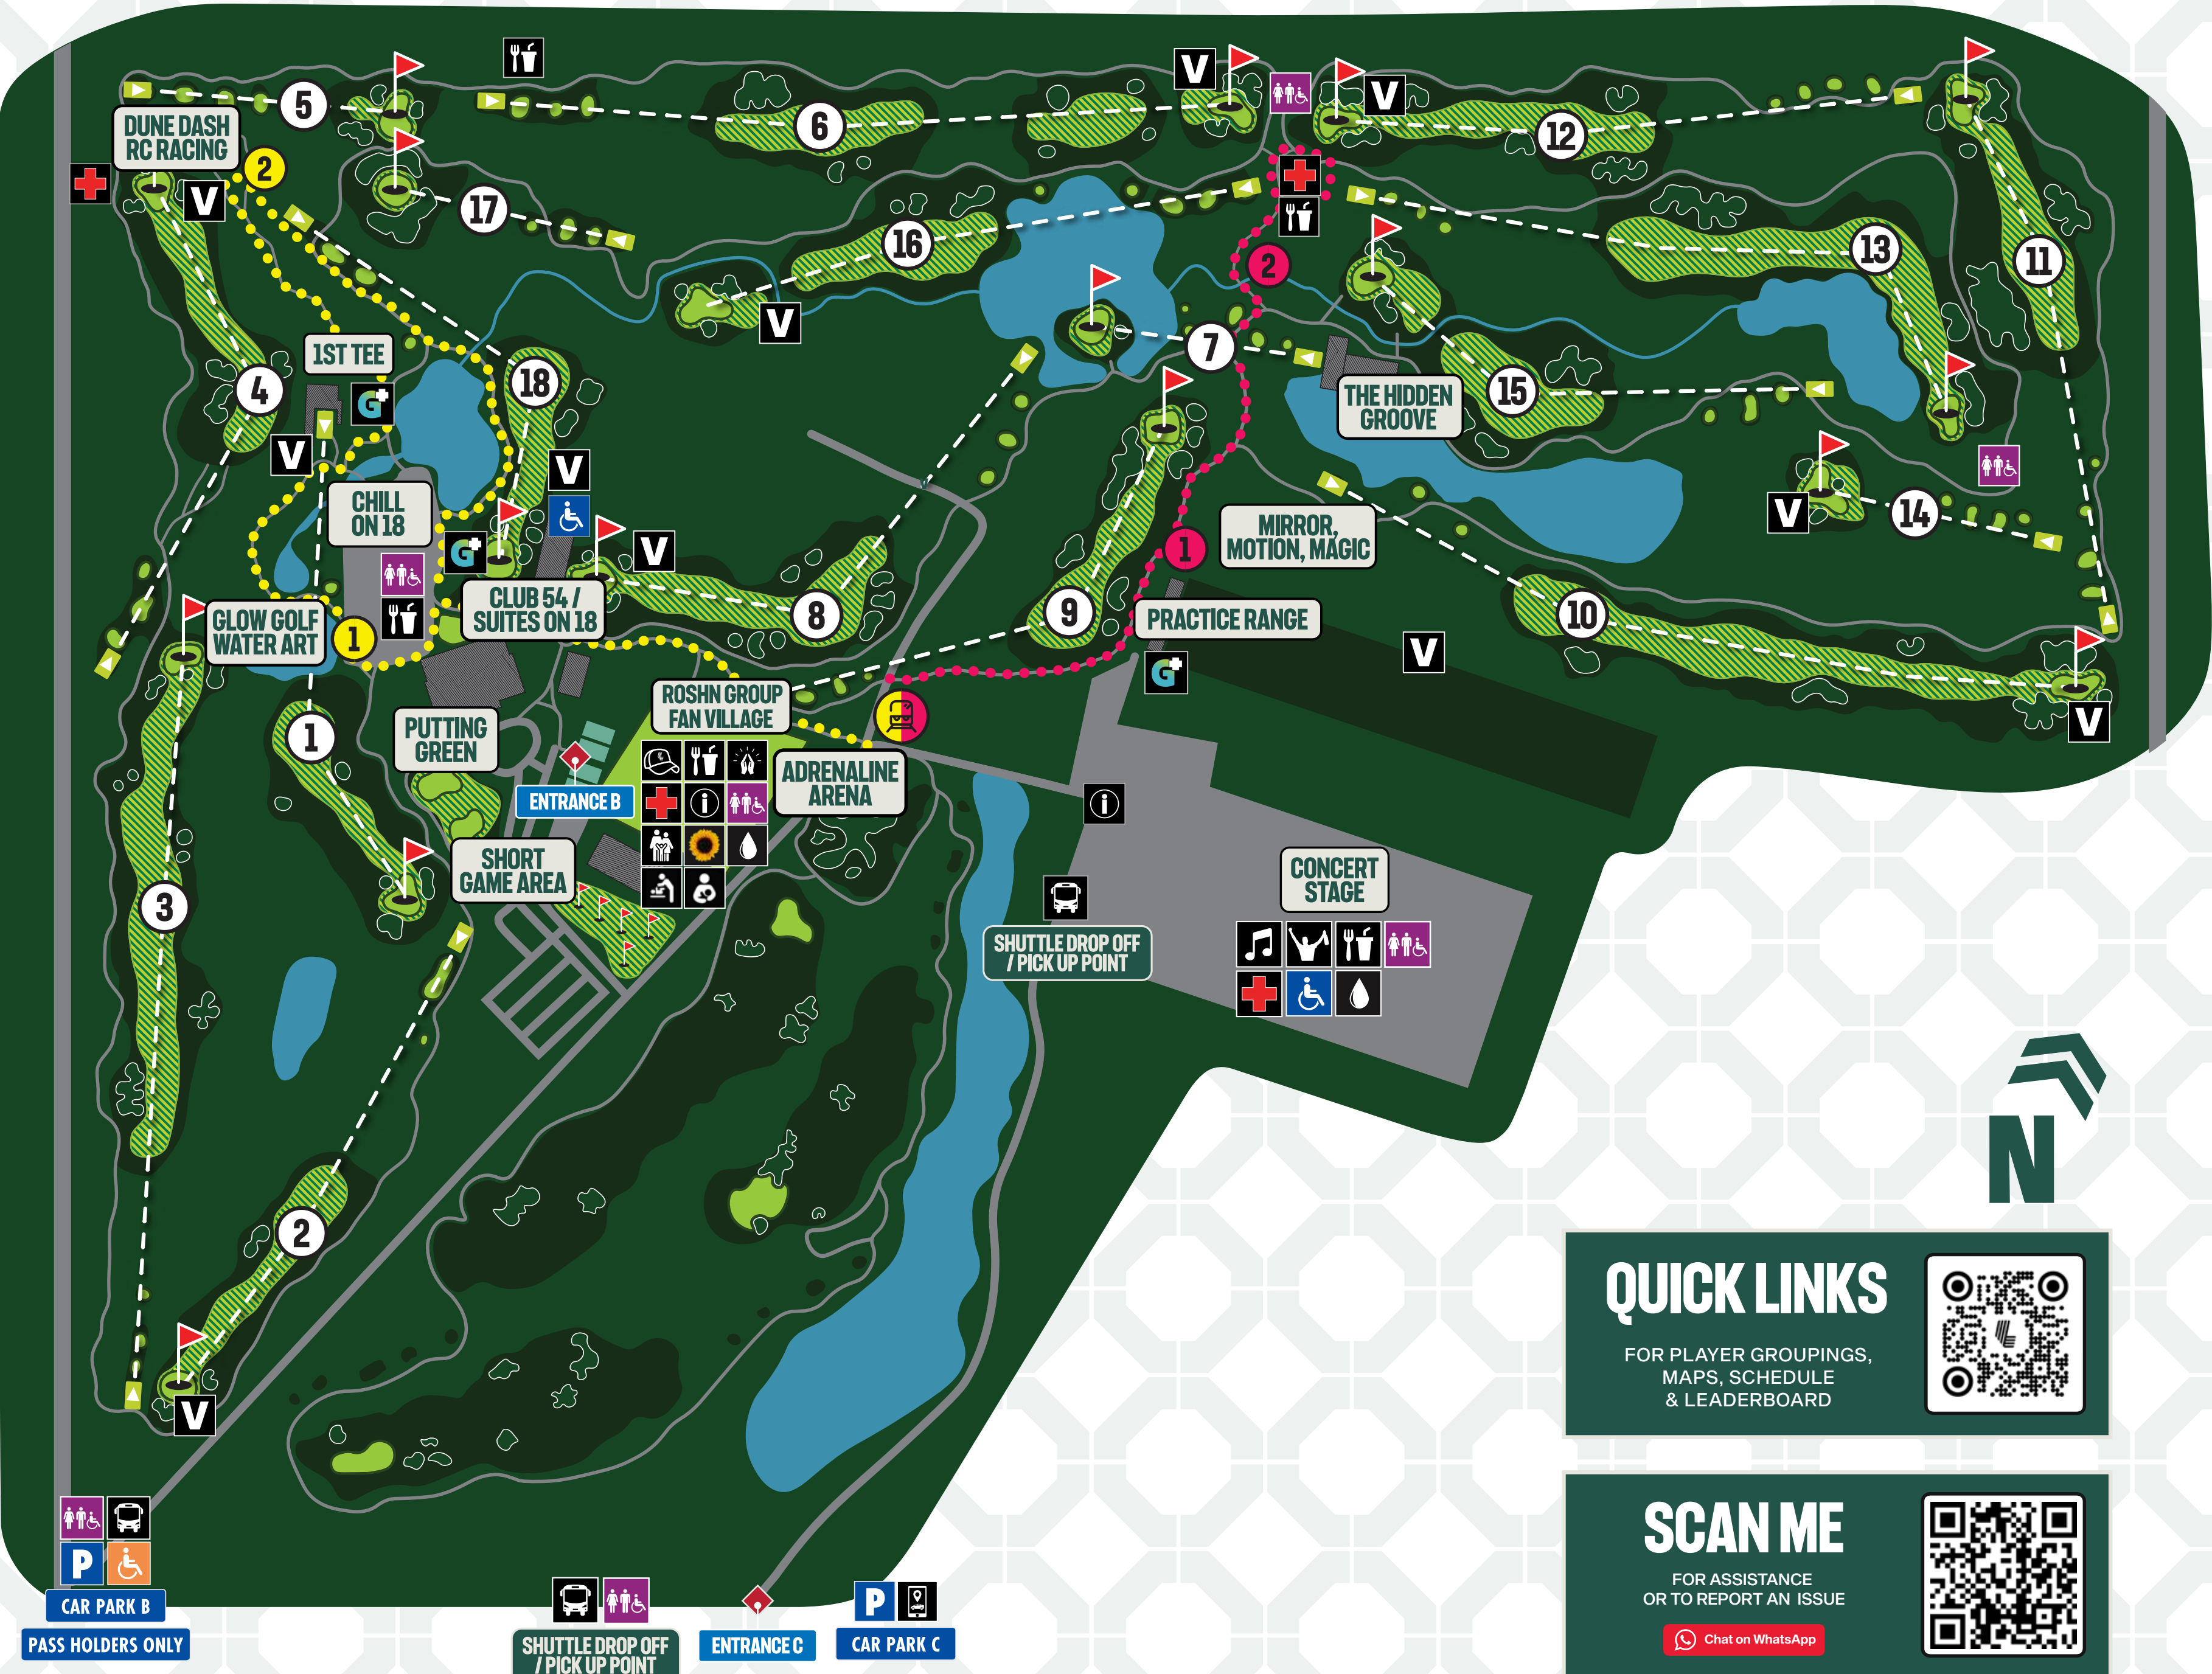 V
V
5
6
12
DUNE DASH
RC RACING
2
V
17
16
13
11
2
V
1ST TEE
7
4
18
G+
THE HIDDEN
GROOVE
15
V
V
CHILL
ON 18
V
14
MIRROR,
MOTION, MAGIC
1
G+
V
CLUB 54 /
SUITES ON 18
8
9
10
GLOW GOLF
WATER ART
1
PRACTICE RANGE
V
G+
ROSHN GROUP
FAN VILLAGE
V
1
PUTTING
GREEN
ADRENALINE
ARENA
ENTRANCE B
i
i
SHORT
GAME AREA
CONCERT
STAGE
3
SHUTTLE DROP OFF
/ PICK UP POINT
N
2
QUICK LINKS
FOR PLAYER GROUPINGS,
MAPS, SCHEDULE
& LEADERBOARD
V
SCAN ME
FOR ASSISTANCE
OR TO REPORT AN ISSUE
Chat on WhatsApp
P
CAR PARK B
PASS HOLDERS ONLY
SHUTTLE DROP OFF
/ PICK UP POINT
ENTRANCE C
P
CAR PARK C